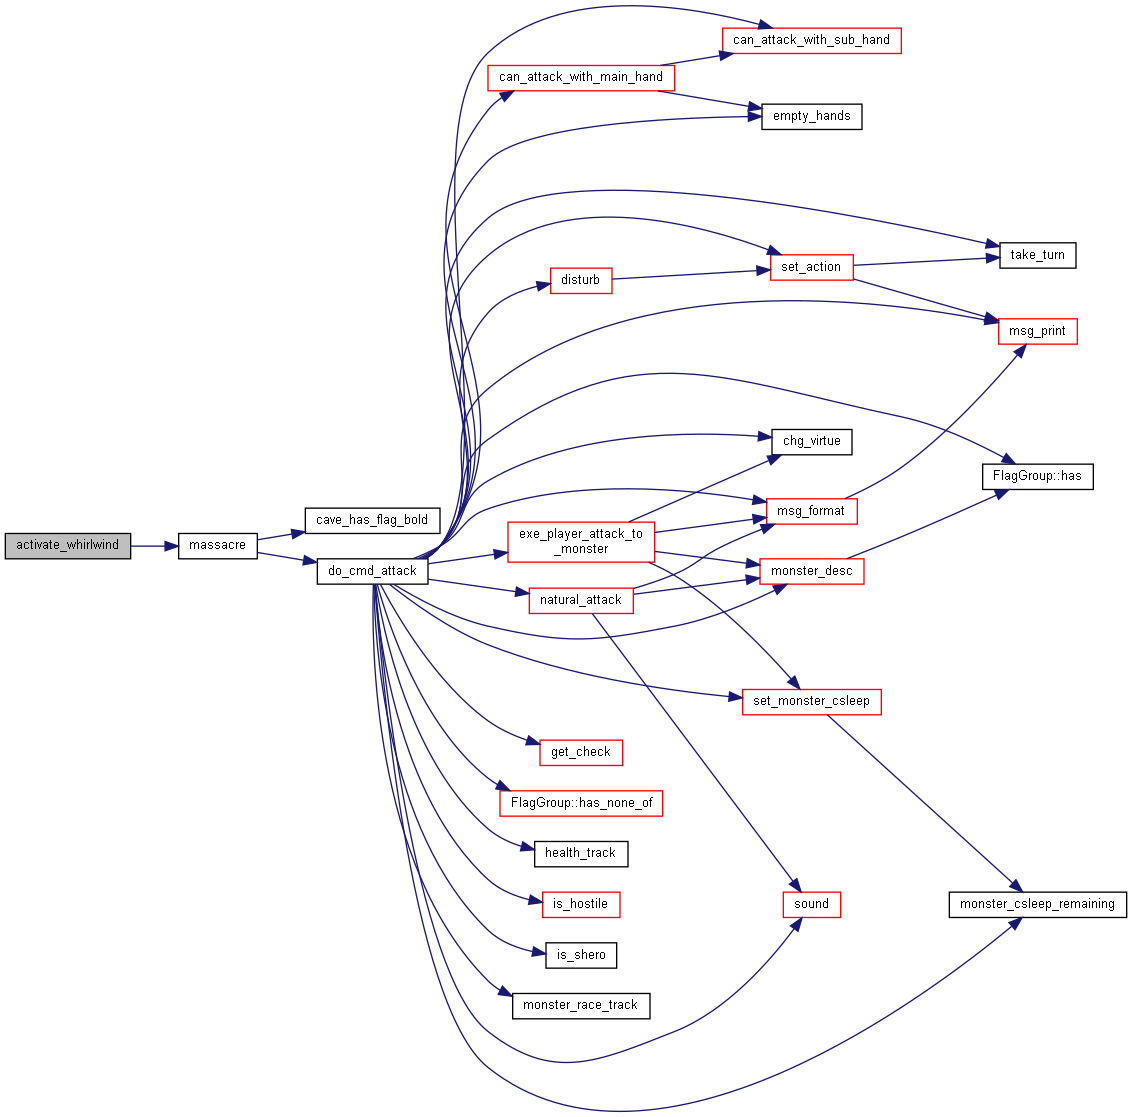 can_attack_with_sub_hand
can_attack_with_main_hand
empty_hands
take_turn
set_action
disturb
msg_print
chg_virtue
FlagGroup::has
msg_format
cave_has_flag_bold
exe_player_attack_to
_monster
activate_whirlwind
massacre
do_cmd_attack
monster_desc
natural_attack
set_monster_csleep
get_check
FlagGroup::has_none_of
health_track
is_hostile
sound
monster_csleep_remaining
is_shero
monster_race_track